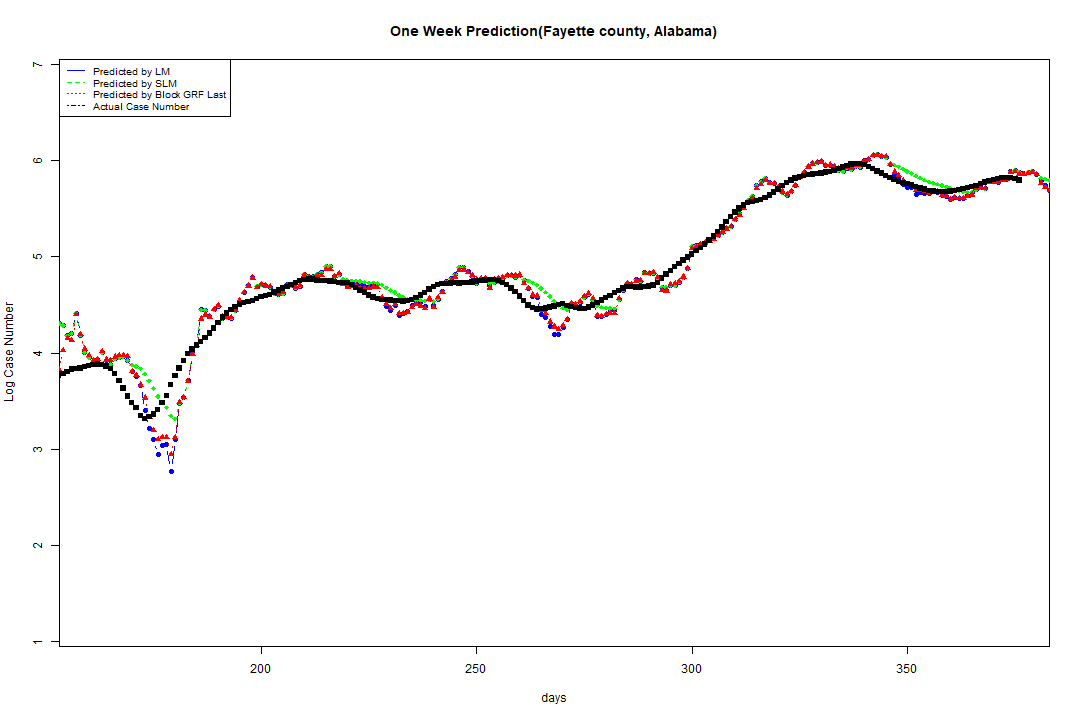 One Week Prediction(Fayette county, Alabama)
Predicted by LM
Predicted by SLM
Predicted by Block GRF Last
Actual Case Number
7
6
5
4
3
2
1
Log Case Number
200 250 300 350
days